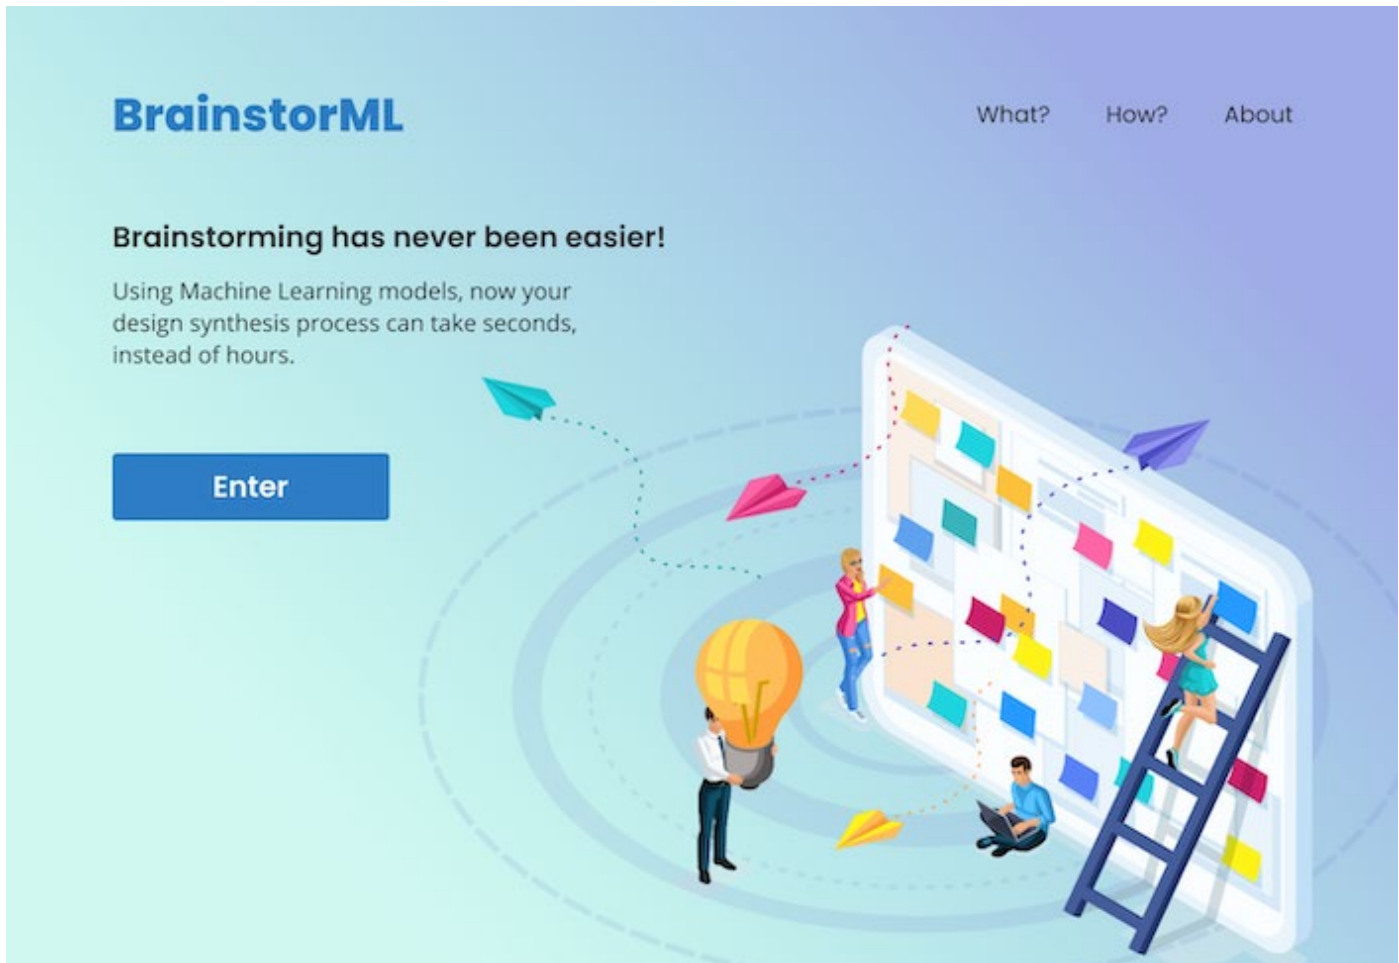 BrainstorML
What? How? About
Brainstorming has never been easier!
Using Machine Learning models, now your
design synthesis process can take seconds,
instead of hours.
Enter